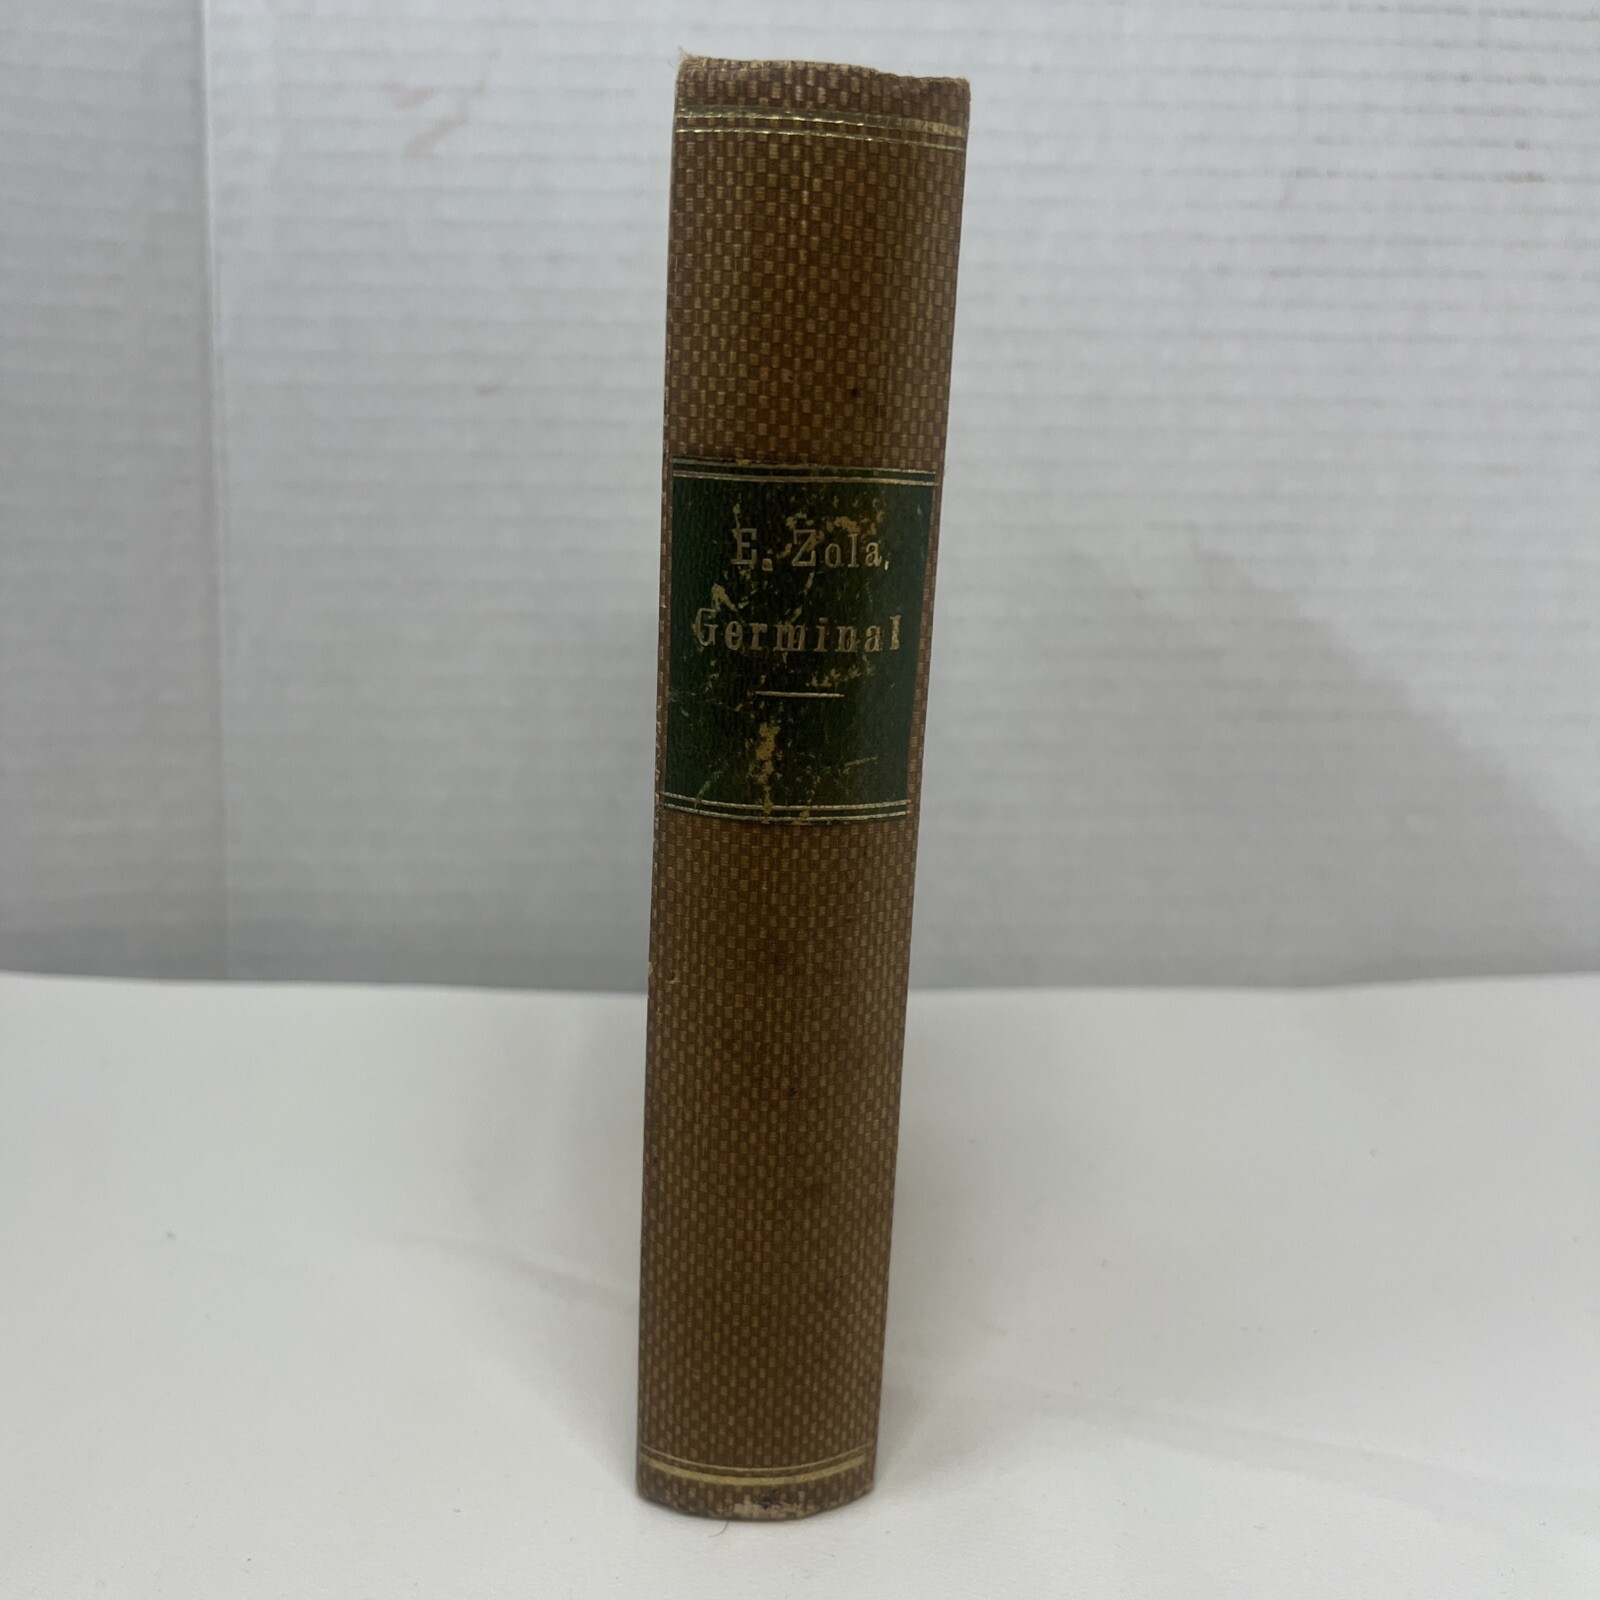 E. Zola.
Germinal